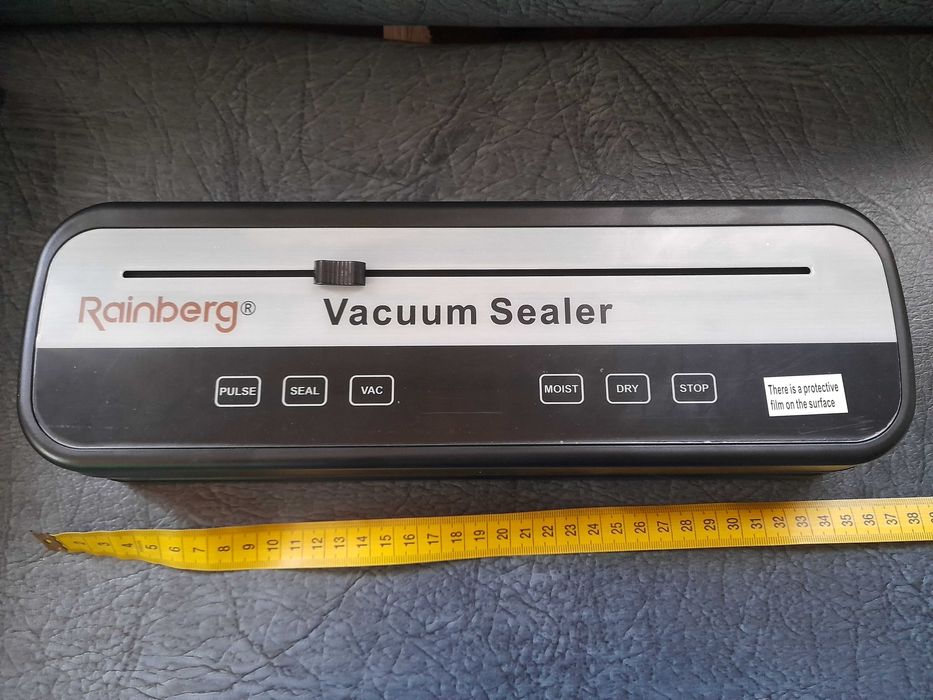 Rainberg®
Vacuum Sealer
PULSE SEAL VAC MOIST DRY STOP
There is a protective
film on the surface
1 2 3 4 5 6 7 8 9 10 11 12 13 14 15 16 17 18 19 20 21 22 23 24 25 26 27 28 29 30 31 32 33 34 35 36 37 38